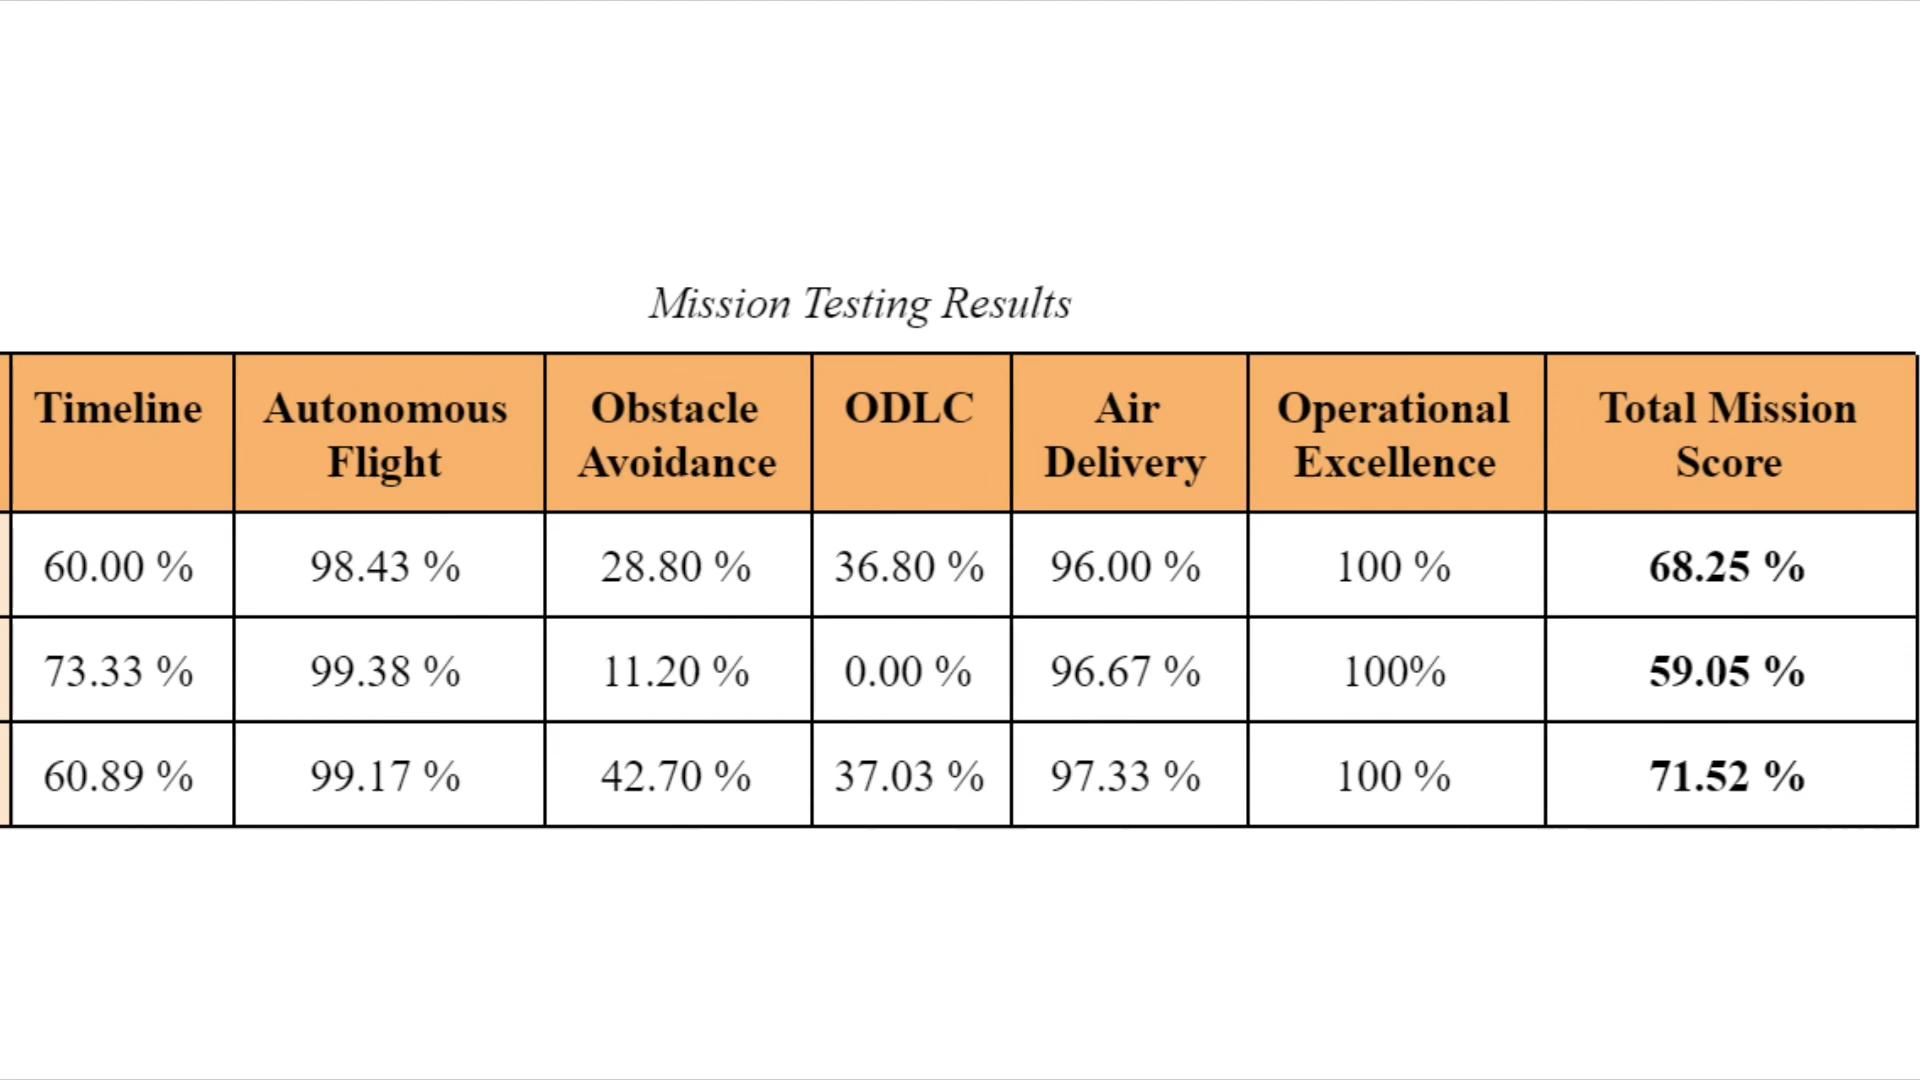 Mission Testing Results
Timeline Autonomous Flight Obstacle Avoidance ODLC Air Delivery Operational Excellence Total Mission Score
60.00 % 98.43 % 28.80 % 36.80 % 96.00 % 100 % 68.25 %
73.33 % 99.38 % 11.20 % 0.00 % 96.67 % 100% 59.05 %
60.89 % 99.17 % 42.70 % 37.03 % 97.33 % 100 % 71.52 %